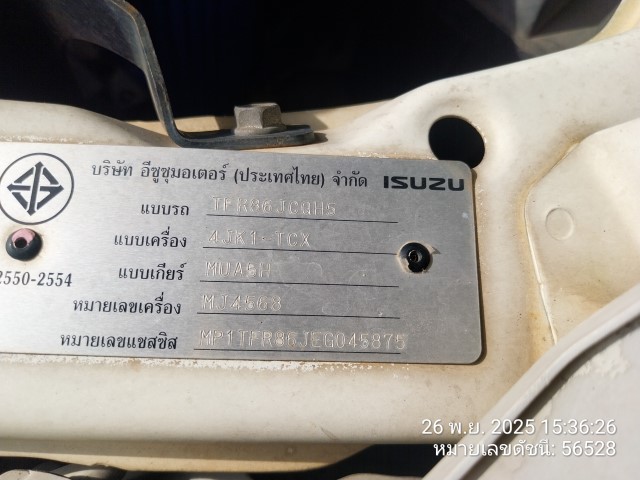 บริษัท อีซูซุมอเตอร์ (ประเทศไทย) จำกัด ISUZU
แบบรถ TFR86JCQH5
แบบเครื่อง 4JK1-TCX
2550-2554
แบบเกียร์ MUA5H
หมายเลขเครื่อง MJ4563
หมายเลขแชสซิส MP1TFR86JEG045875
26 พ.ย. 2025 15:36:26
หมายเลขดัชนี: 56528